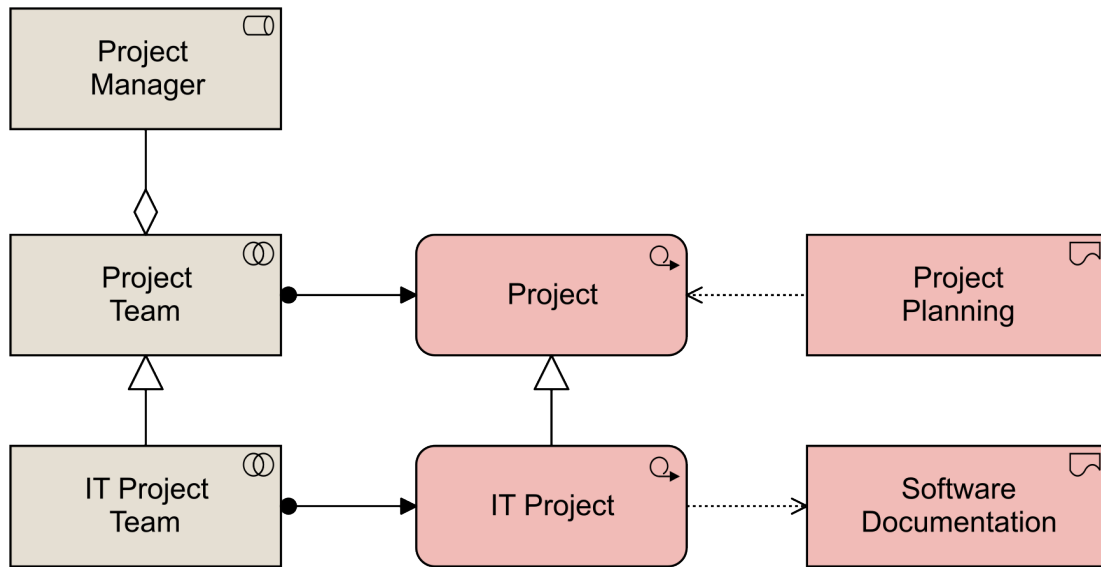 Project
Manager
Project
Team
Project
Project
Planning
IT Project
Team
IT Project
Software
Documentation